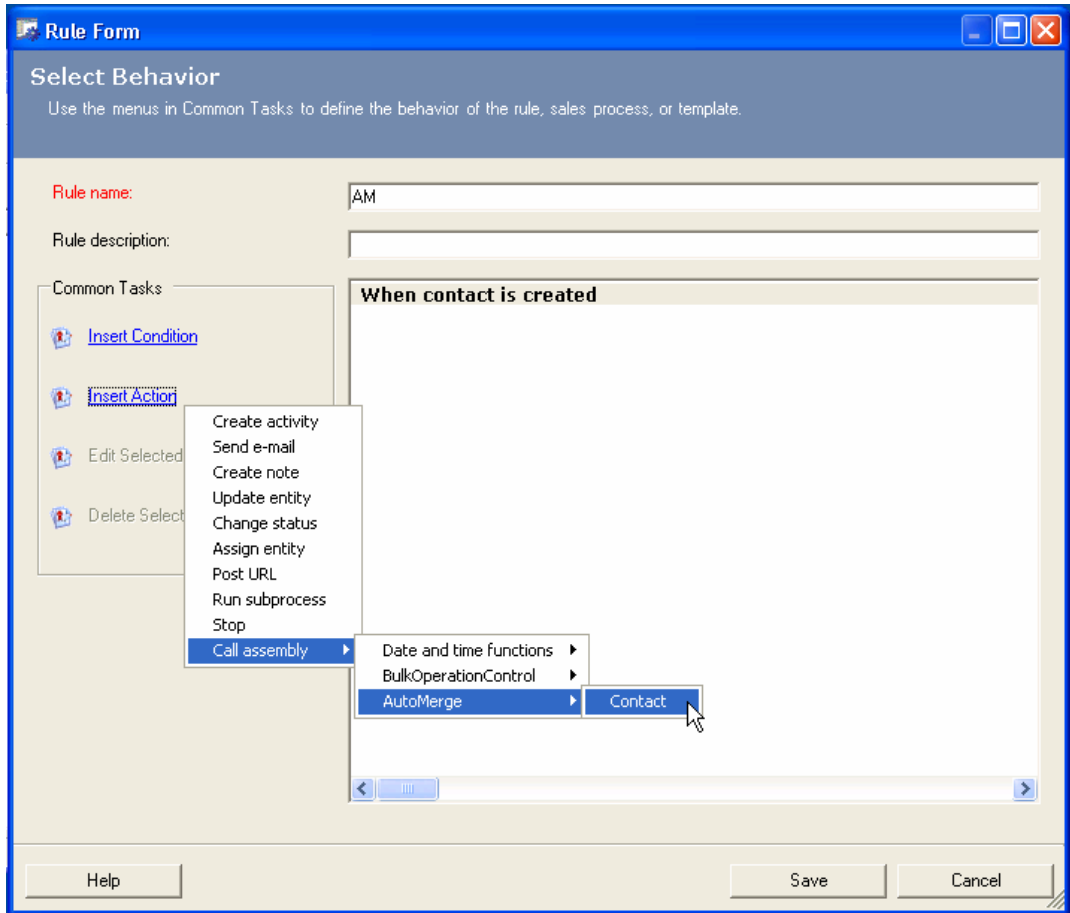 Rule Form
Select Behavior
Use the menus in Common Tasks to define the behavior of the rule, sales process, or template.
Rule name:
AM
Rule description:
Common Tasks
When contact is created
Insert Condition
Insert Action
Create activity
Send e-mail
Edit Selected
Create note
Update entity
Delete Select
Change status
Assign entity
Post URL
Run subprocess
Stop
Call assembly
Date and time functions
BulkOperationControl
AutoMerge
Contact
Help
Save
Cancel